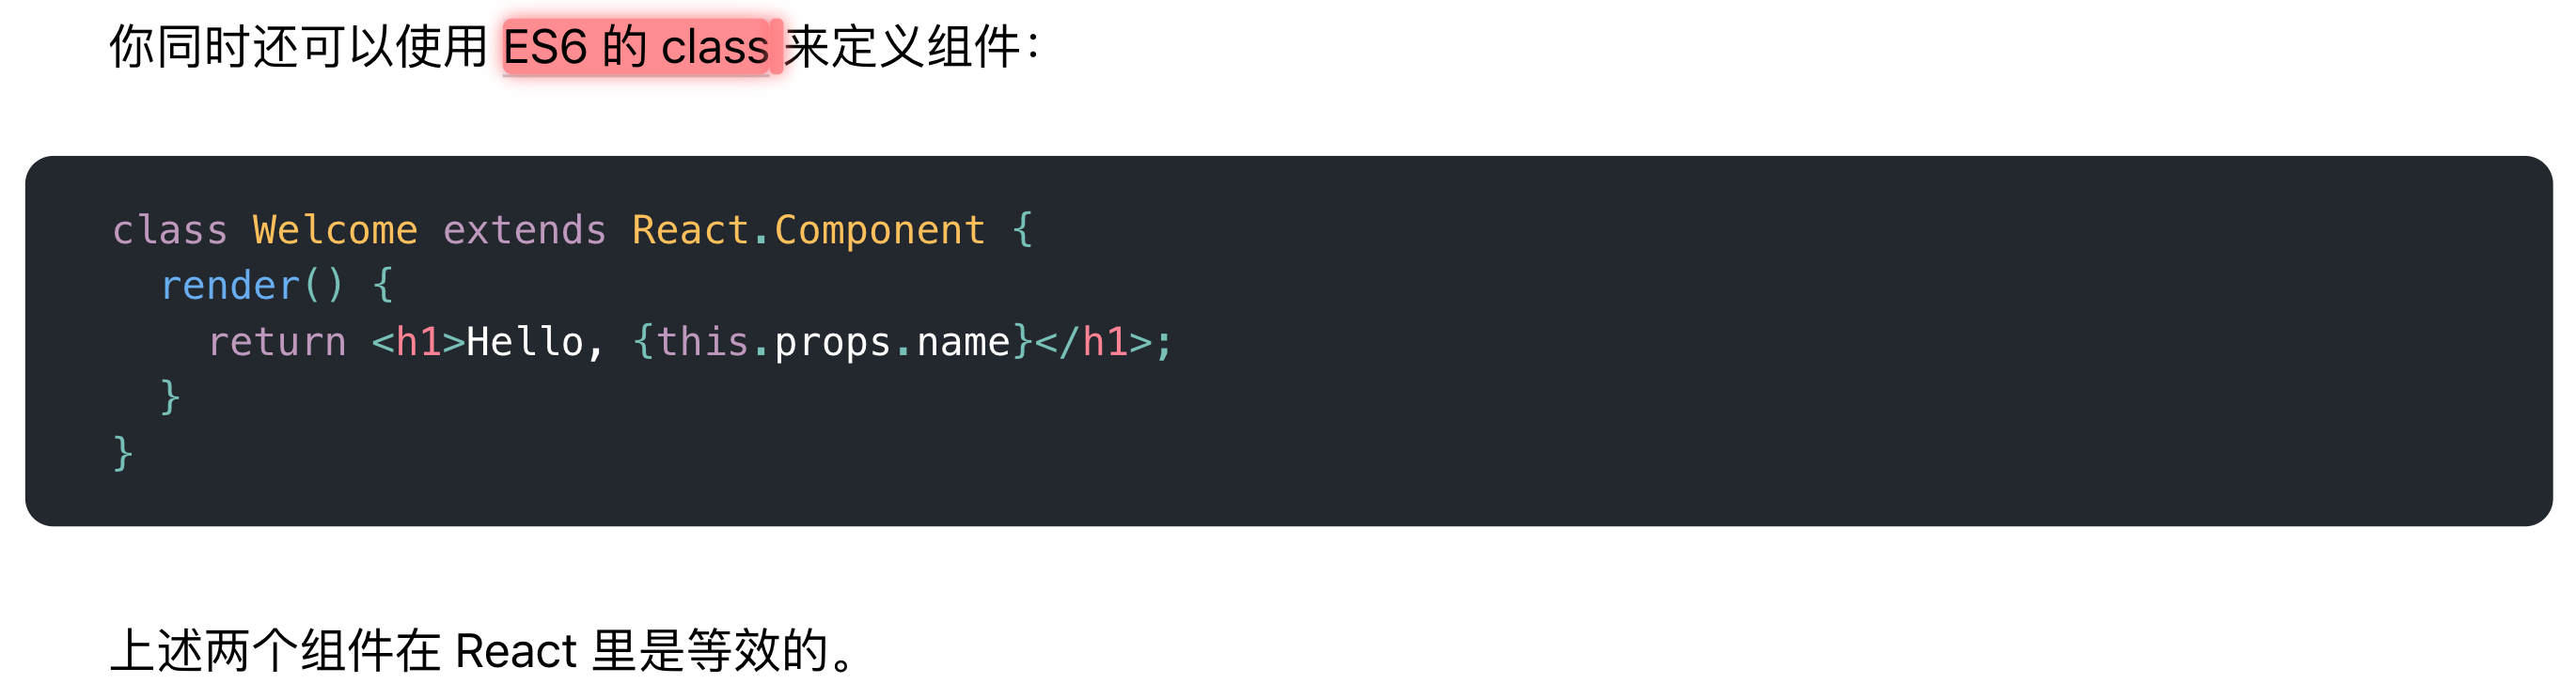 你同时还可以使用 ES6 的 class 来定义组件：
class Welcome extends React.Component {
  render() {
    return <h1>Hello, {this.props.name}</h1>;
  }
}
上述两个组件在 React 里是等效的。